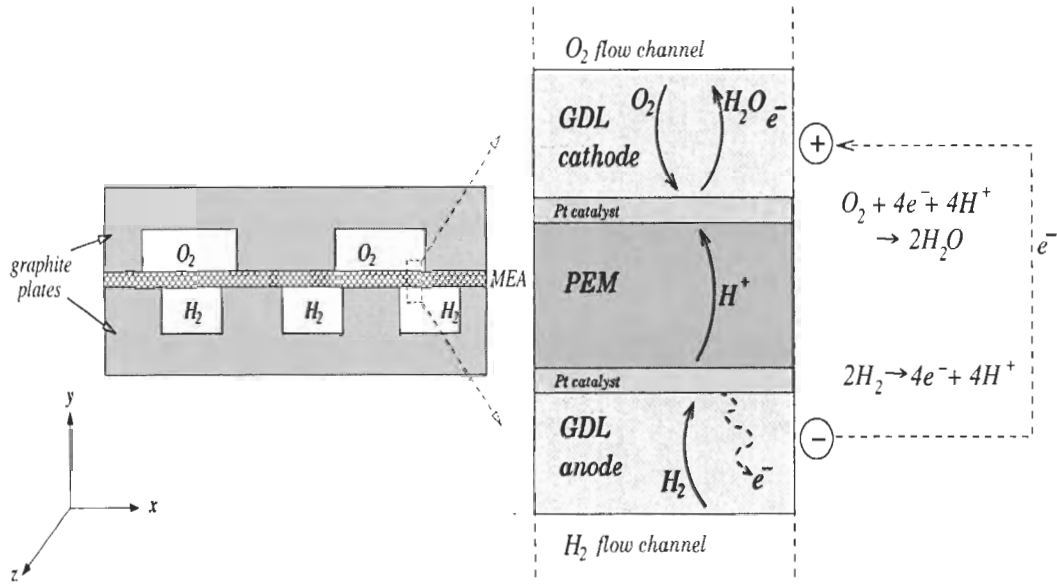 O₂ flow channel
GDL
cathode
O₂
H₂O
e⁻
+
Pt catalyst
O₂ + 4e⁻ + 4H⁺
→ 2H₂O
e⁻
graphite
plates
O₂
O₂
MEA
H₂
H₂
H₂
PEM
H⁺
Pt catalyst
2H₂ → 4e⁻ + 4H⁺
GDL
anode
H₂
e⁻
−
H₂ flow channel
y
x
z